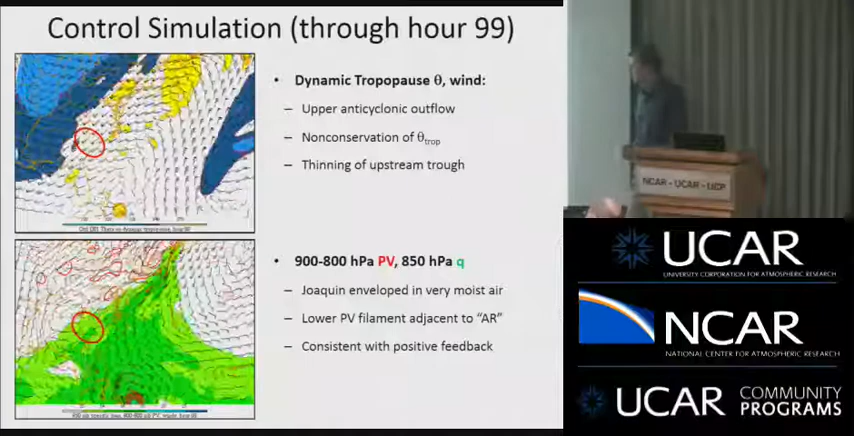 Control Simulation (through hour 99)
• Dynamic Tropopause θ, wind:
– Upper anticyclonic outflow
– Nonconservation of θtrop
– Thinning of upstream trough
• 900-800 hPa PV, 850 hPa q
– Joaquin enveloped in very moist air
– Lower PV filament adjacent to “AR”
– Consistent with positive feedback
NCAR - UCAR - UCP
UCAR
UNIVERSITY CORPORATION FOR ATMOSPHERIC RESEARCH
NCAR
NATIONAL CENTER FOR ATMOSPHERIC RESEARCH
UCAR COMMUNITY
PROGRAMS